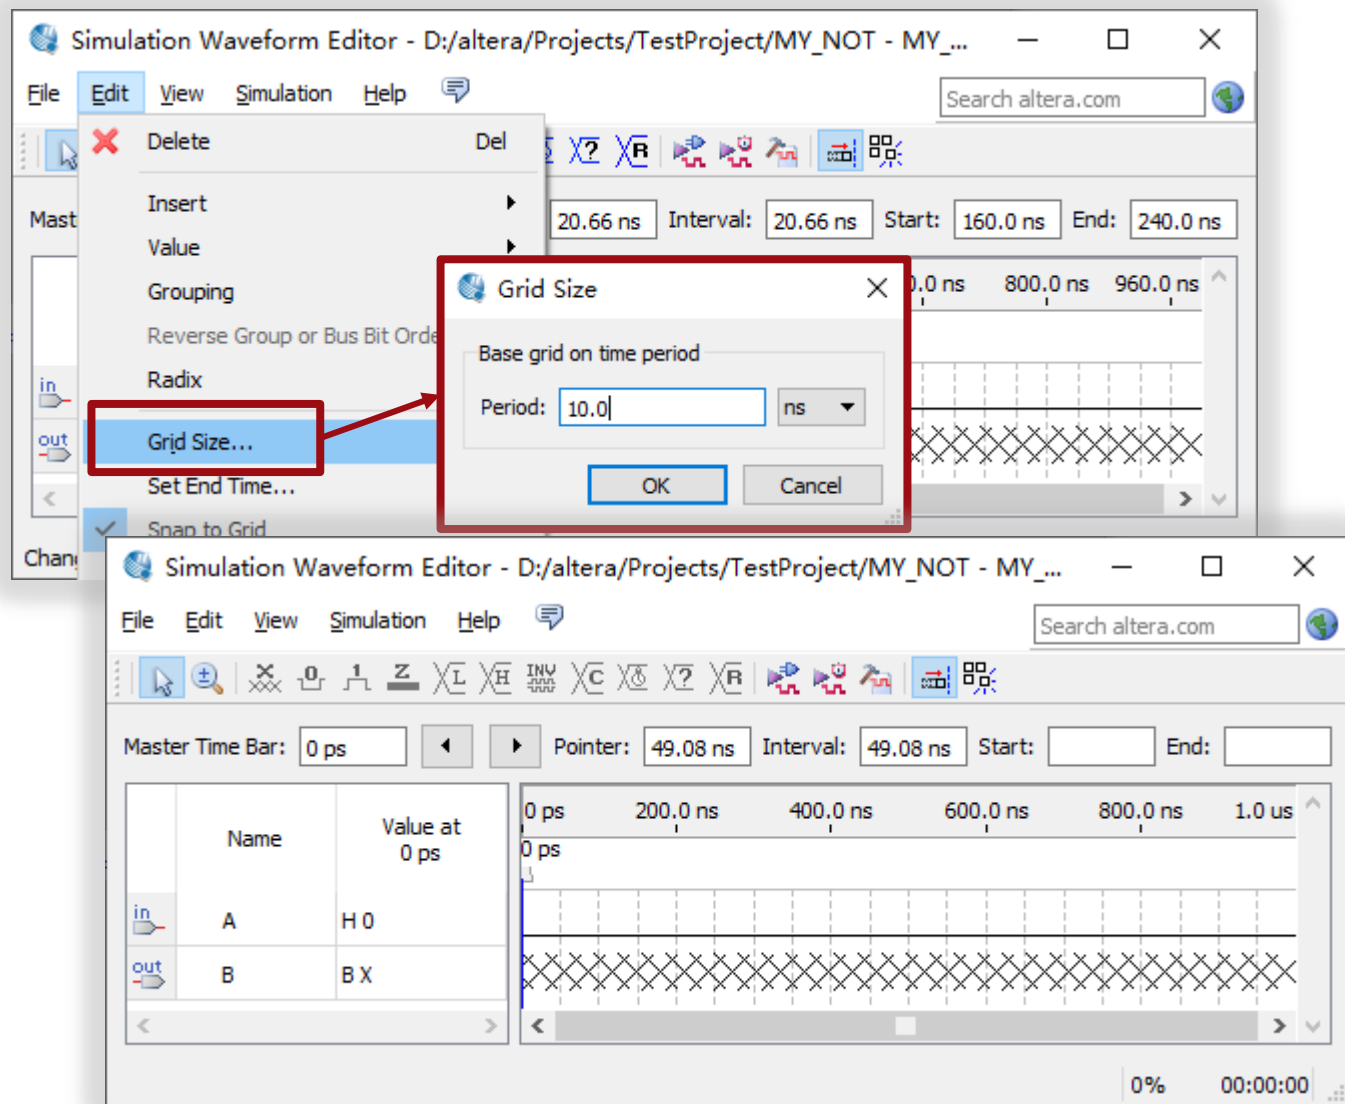 Simulation Waveform Editor - D:/altera/Projects/TestProject/MY_NOT - MY_...
File Edit View Simulation Help
Search altera.com
Delete Del
Insert
Value
Grouping
Reverse Group or Bus Bit Orde
Radix
Grid Size...
Set End Time...
Snap to Grid
Mast
20.66 ns Interval: 20.66 ns Start: 160.0 ns End: 240.0 ns
0.0 ns 800.0 ns 960.0 ns
in
out
Grid Size
Base grid on time period
Period: 10.0 ns
OK Cancel
Chan
Simulation Waveform Editor - D:/altera/Projects/TestProject/MY_NOT - MY_...
File Edit View Simulation Help
Search altera.com
Master Time Bar: 0 ps Pointer: 49.08 ns Interval: 49.08 ns Start: End:
Name Value at 0 ps
0 ps 200.0 ns 400.0 ns 600.0 ns 800.0 ns 1.0 us
0 ps
in A H 0
out B B X
0% 00:00:00